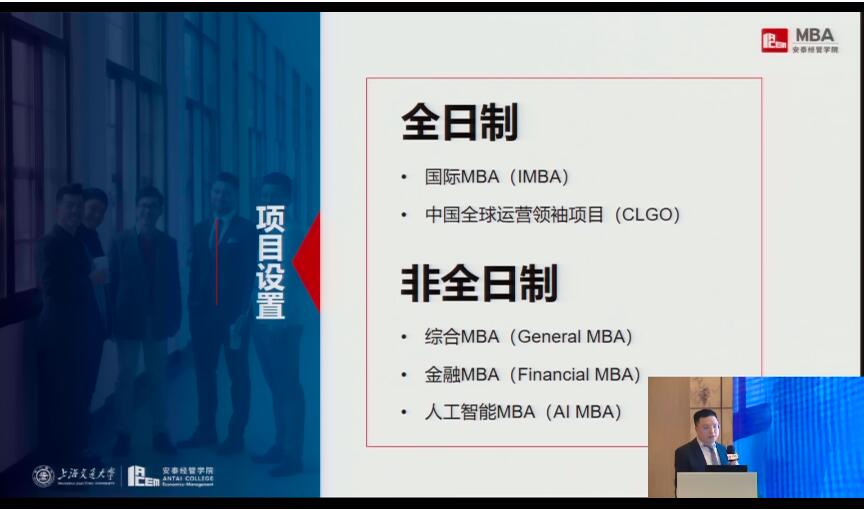 MBA
安泰经管学院
全日制
• 国际MBA（IMBA）
• 中国全球运营领袖项目（CLGO）
项目设置
非全日制
• 综合MBA（General MBA）
• 金融MBA（Financial MBA）
• 人工智能MBA（AI MBA）
上海交通大学
安泰经管学院
ANTAI COLLEGE
Economics·Management